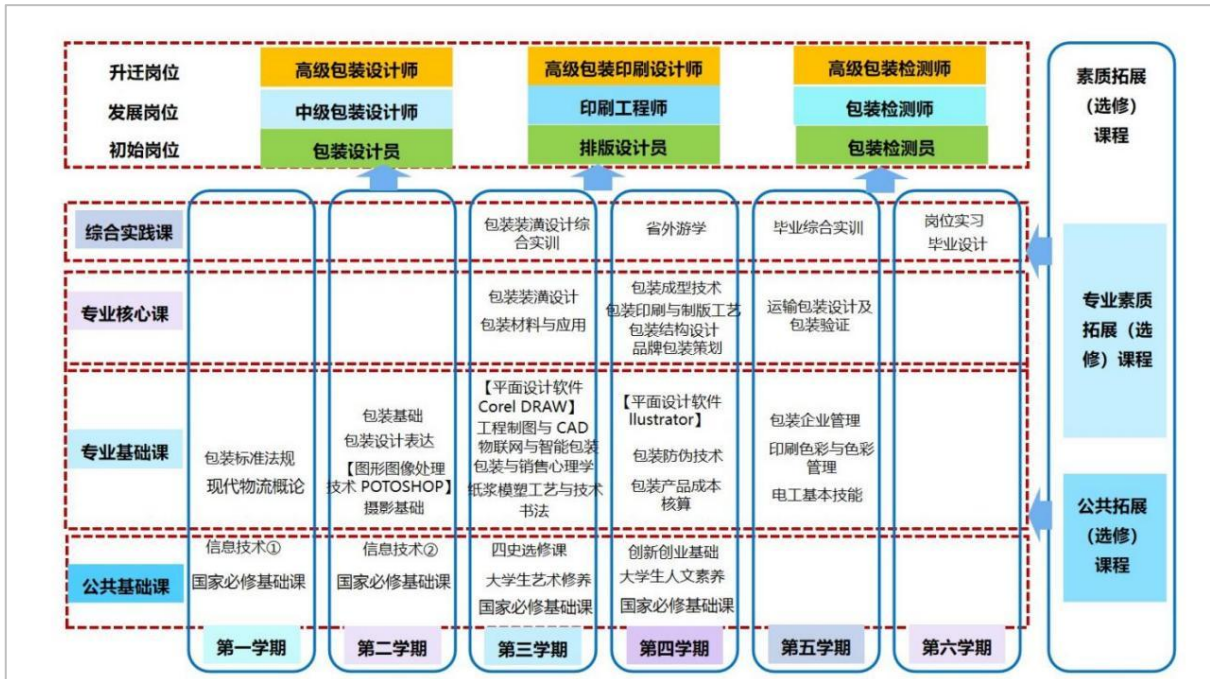 升迁岗位
高级包装设计师
高级包装印刷设计师
高级包装检测师
发展岗位
中级包装设计师
印刷工程师
包装检测师
初始岗位
包装设计员
排版设计员
包装检测员
综合实践课
包装装潢设计综
合实训
省外游学
毕业综合实训
岗位实习
毕业设计
专业核心课
包装装潢设计
包装材料与应用
包装成型技术
包装印刷与制版工艺
包装结构设计
品牌包装策划
运输包装设计及
包装验证
专业基础课
包装标准法规
现代物流概论
包装基础
包装设计表达
【图形图像处理
技术 POTOSHOP】
摄影基础
【平面设计软件
Corel DRAW】
工程制图与 CAD
物联网与智能包装
包装与销售心理学
纸浆模塑工艺与技术
书法
【平面设计软件
llustrator】
包装防伪技术
包装产品成本
核算
包装企业管理
印刷色彩与色彩
管理
电工基本技能
公共基础课
信息技术①
国家必修基础课
信息技术②
国家必修基础课
四史选修课
大学生艺术修养
国家必修基础课
创新创业基础
大学生人文素养
国家必修基础课
第一学期
第二学期
第三学期
第四学期
第五学期
第六学期
素质拓展
（选修）
课程
专业素质
拓展（选
修）课程
公共拓展
（选修）
课程